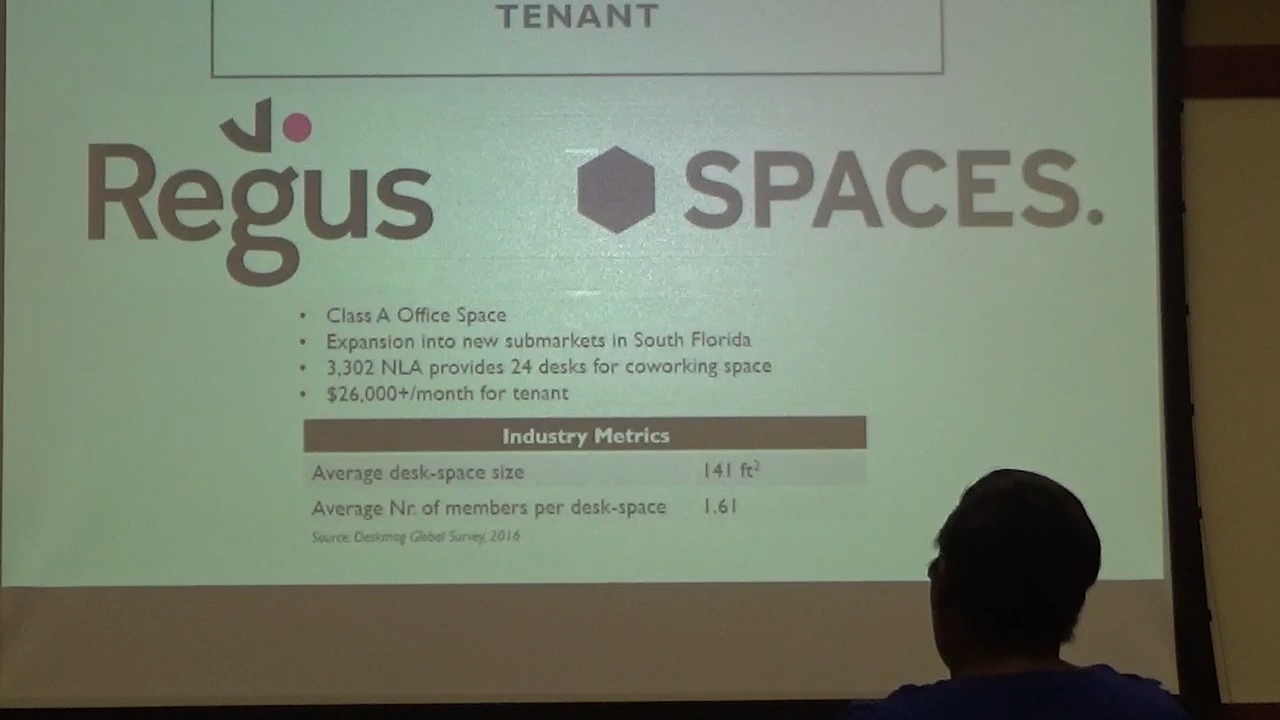 TENANT
Regus
SPACES.
• Class A Office Space
• Expansion into new submarkets in South Florida
• 3,302 NLA provides 24 desks for coworking space
• $26,000+/month for tenant
Industry Metrics
Average desk-space size 141 ft²
Average Nr. of members per desk-space 1.61
Source: Deskmag Global Survey, 2016